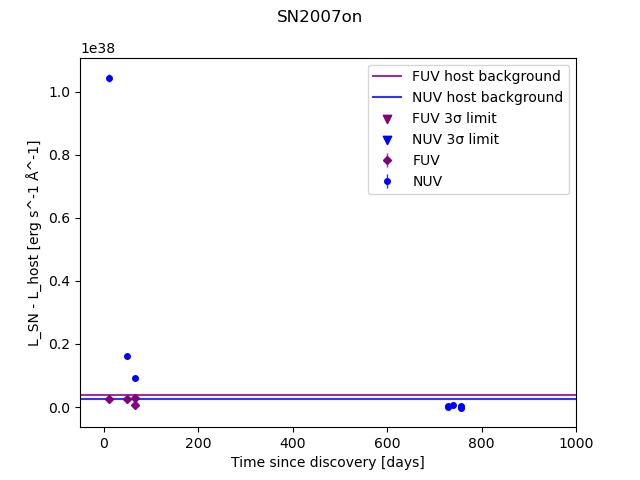 SN2007on
1e38
FUV host background
NUV host background
FUV 3σ limit
NUV 3σ limit
FUV
NUV
1.0
0.8
0.6
0.4
0.2
0.0
L_SN - L_host [erg s^-1 Å^-1]
0 200 400 600 800 1000
Time since discovery [days]